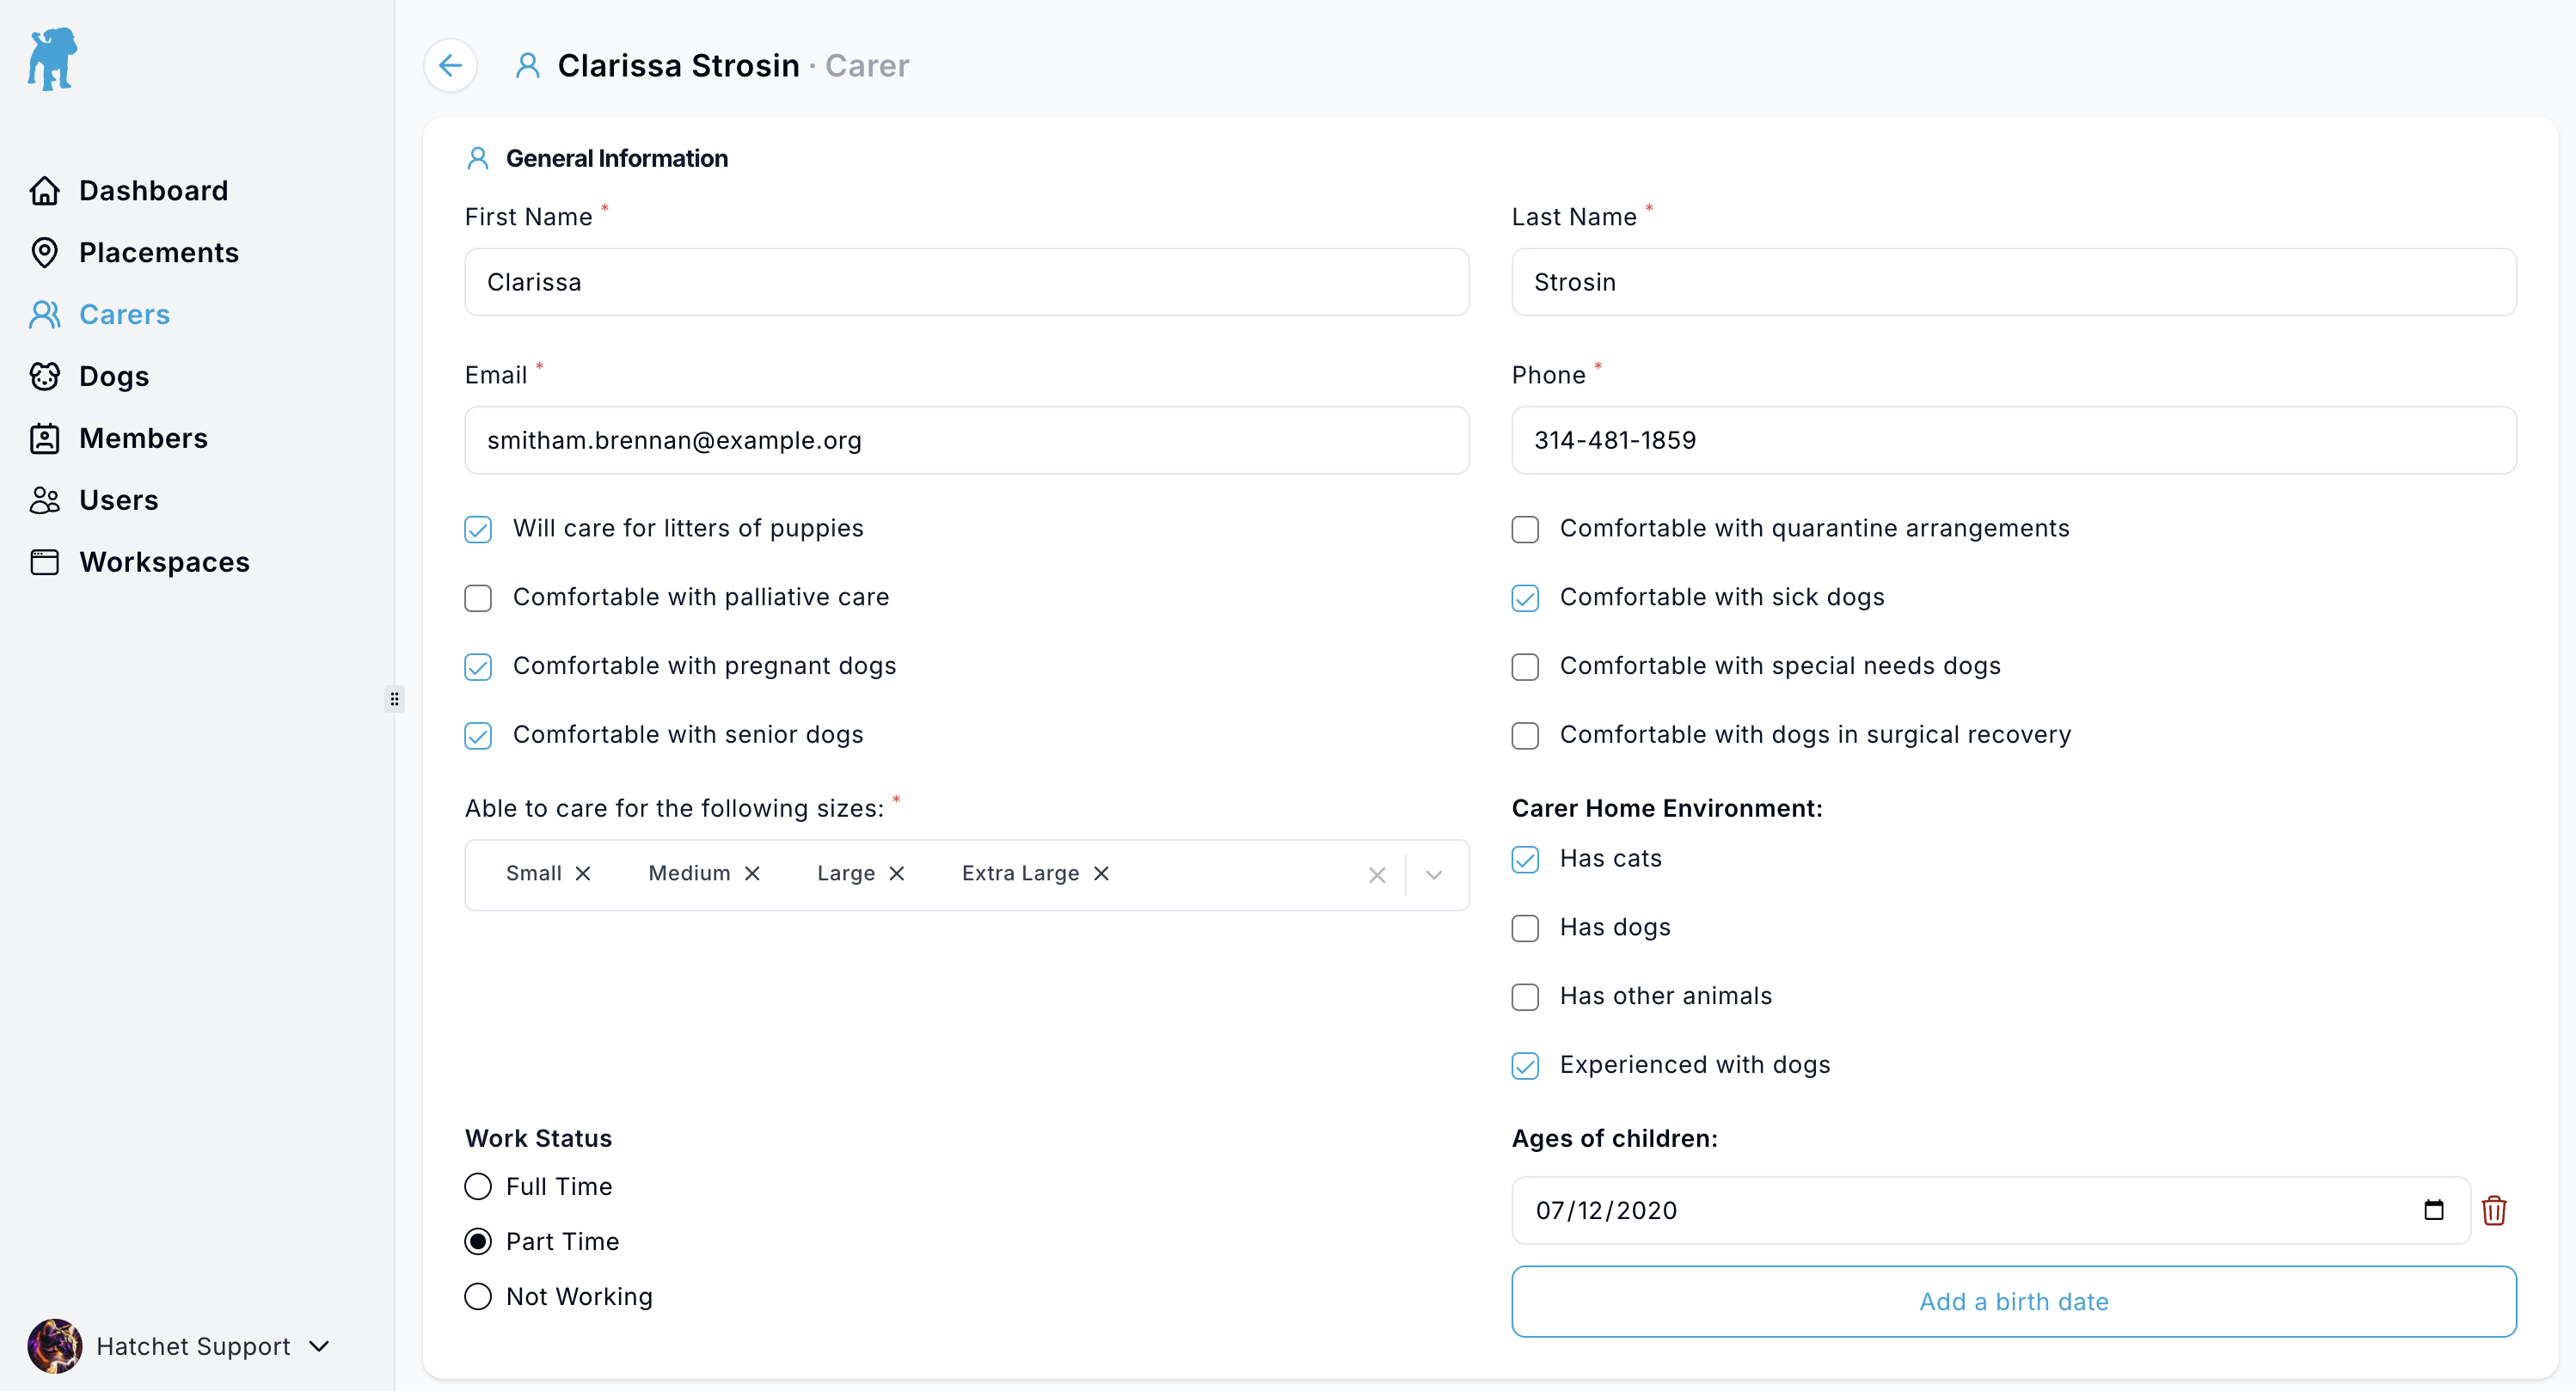 Dashboard
Placements
Carers
Dogs
Members
Users
Workspaces
Hatchet Support
Clarissa Strosin · Carer
General Information
First Name *
Clarissa
Last Name *
Strosin
Email *
smitham.brennan@example.org
Phone *
314-481-1859
Will care for litters of puppies
Comfortable with quarantine arrangements
Comfortable with palliative care
Comfortable with sick dogs
Comfortable with pregnant dogs
Comfortable with special needs dogs
Comfortable with senior dogs
Comfortable with dogs in surgical recovery
Able to care for the following sizes: *
Small Medium Large Extra Large
Carer Home Environment:
Has cats
Has dogs
Has other animals
Experienced with dogs
Work Status
Full Time
Part Time
Not Working
Ages of children:
07/12/2020
Add a birth date